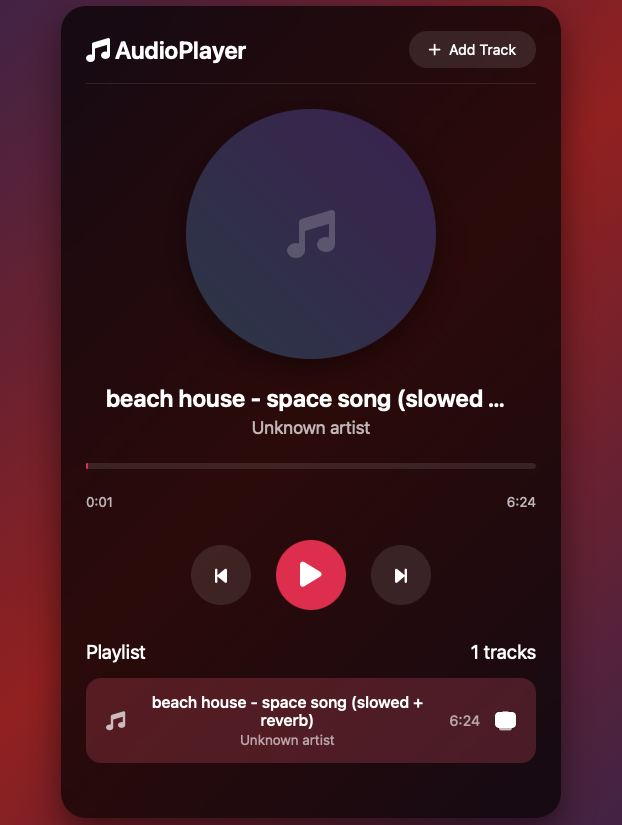 AudioPlayer
+ Add Track
beach house - space song (slowed ...
Unknown artist
0:01
6:24
Playlist
1 tracks
beach house - space song (slowed +
reverb)
Unknown artist
6:24